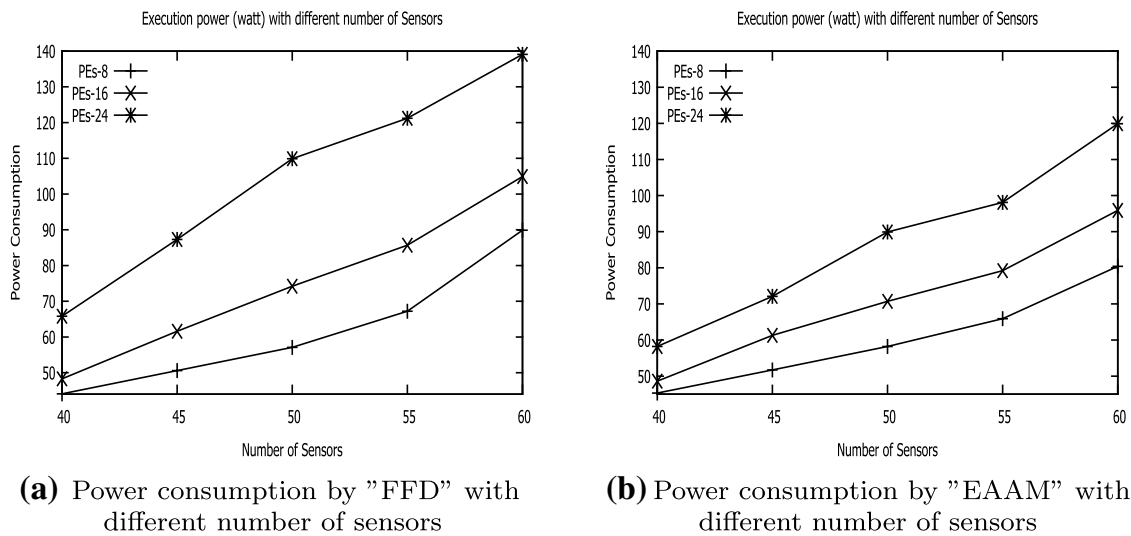 Execution power (watt) with different number of Sensors
140
130
120
110
100
90
80
70
60
50
40
45
50
55
60
PEs-8
PEs-16
PEs-24
Power Consumption
Number of Sensors
(a) Power consumption by ”FFD” with
different number of sensors
Execution power (watt) with different number of Sensors
140
130
120
110
100
90
80
70
60
50
40
45
50
55
60
PEs-8
PEs-16
PEs-24
Power Consumption
Number of Sensors
(b) Power consumption by ”EAAM” with
different number of sensors